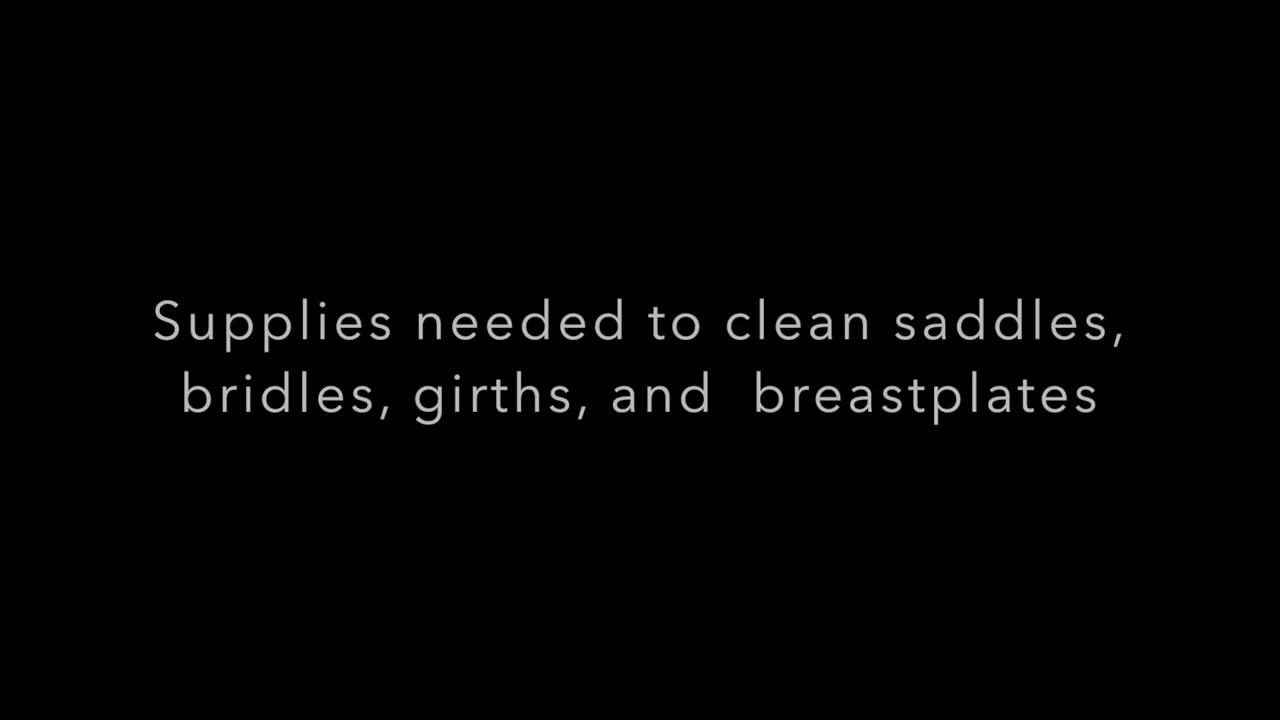 Supplies needed to clean saddles,
bridles, girths, and  breastplates